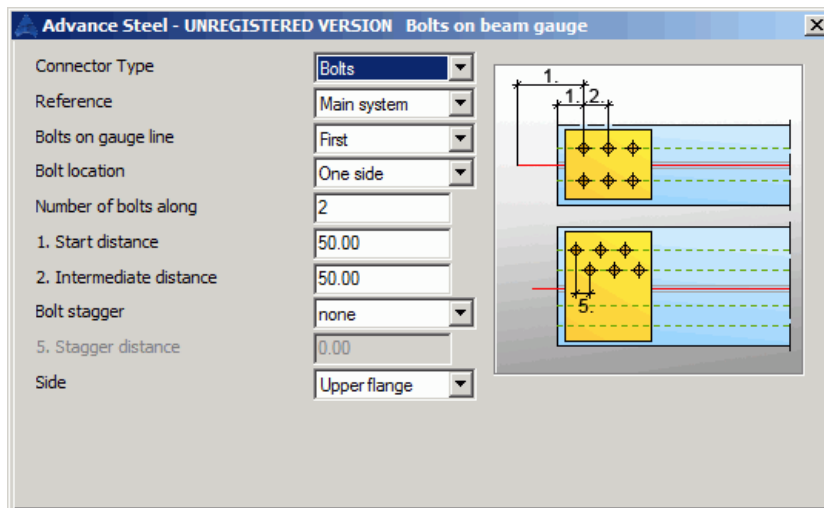 Advance Steel - UNREGISTERED VERSION Bolts on beam gauge
Connector Type Bolts
Reference Main system
Bolts on gauge line First
Bolt location One side
Number of bolts along 2
1. Start distance 50.00
2. Intermediate distance 50.00
Bolt stagger none
5. Stagger distance 0.00
Side Upper flange
1.
1. 2.
5.